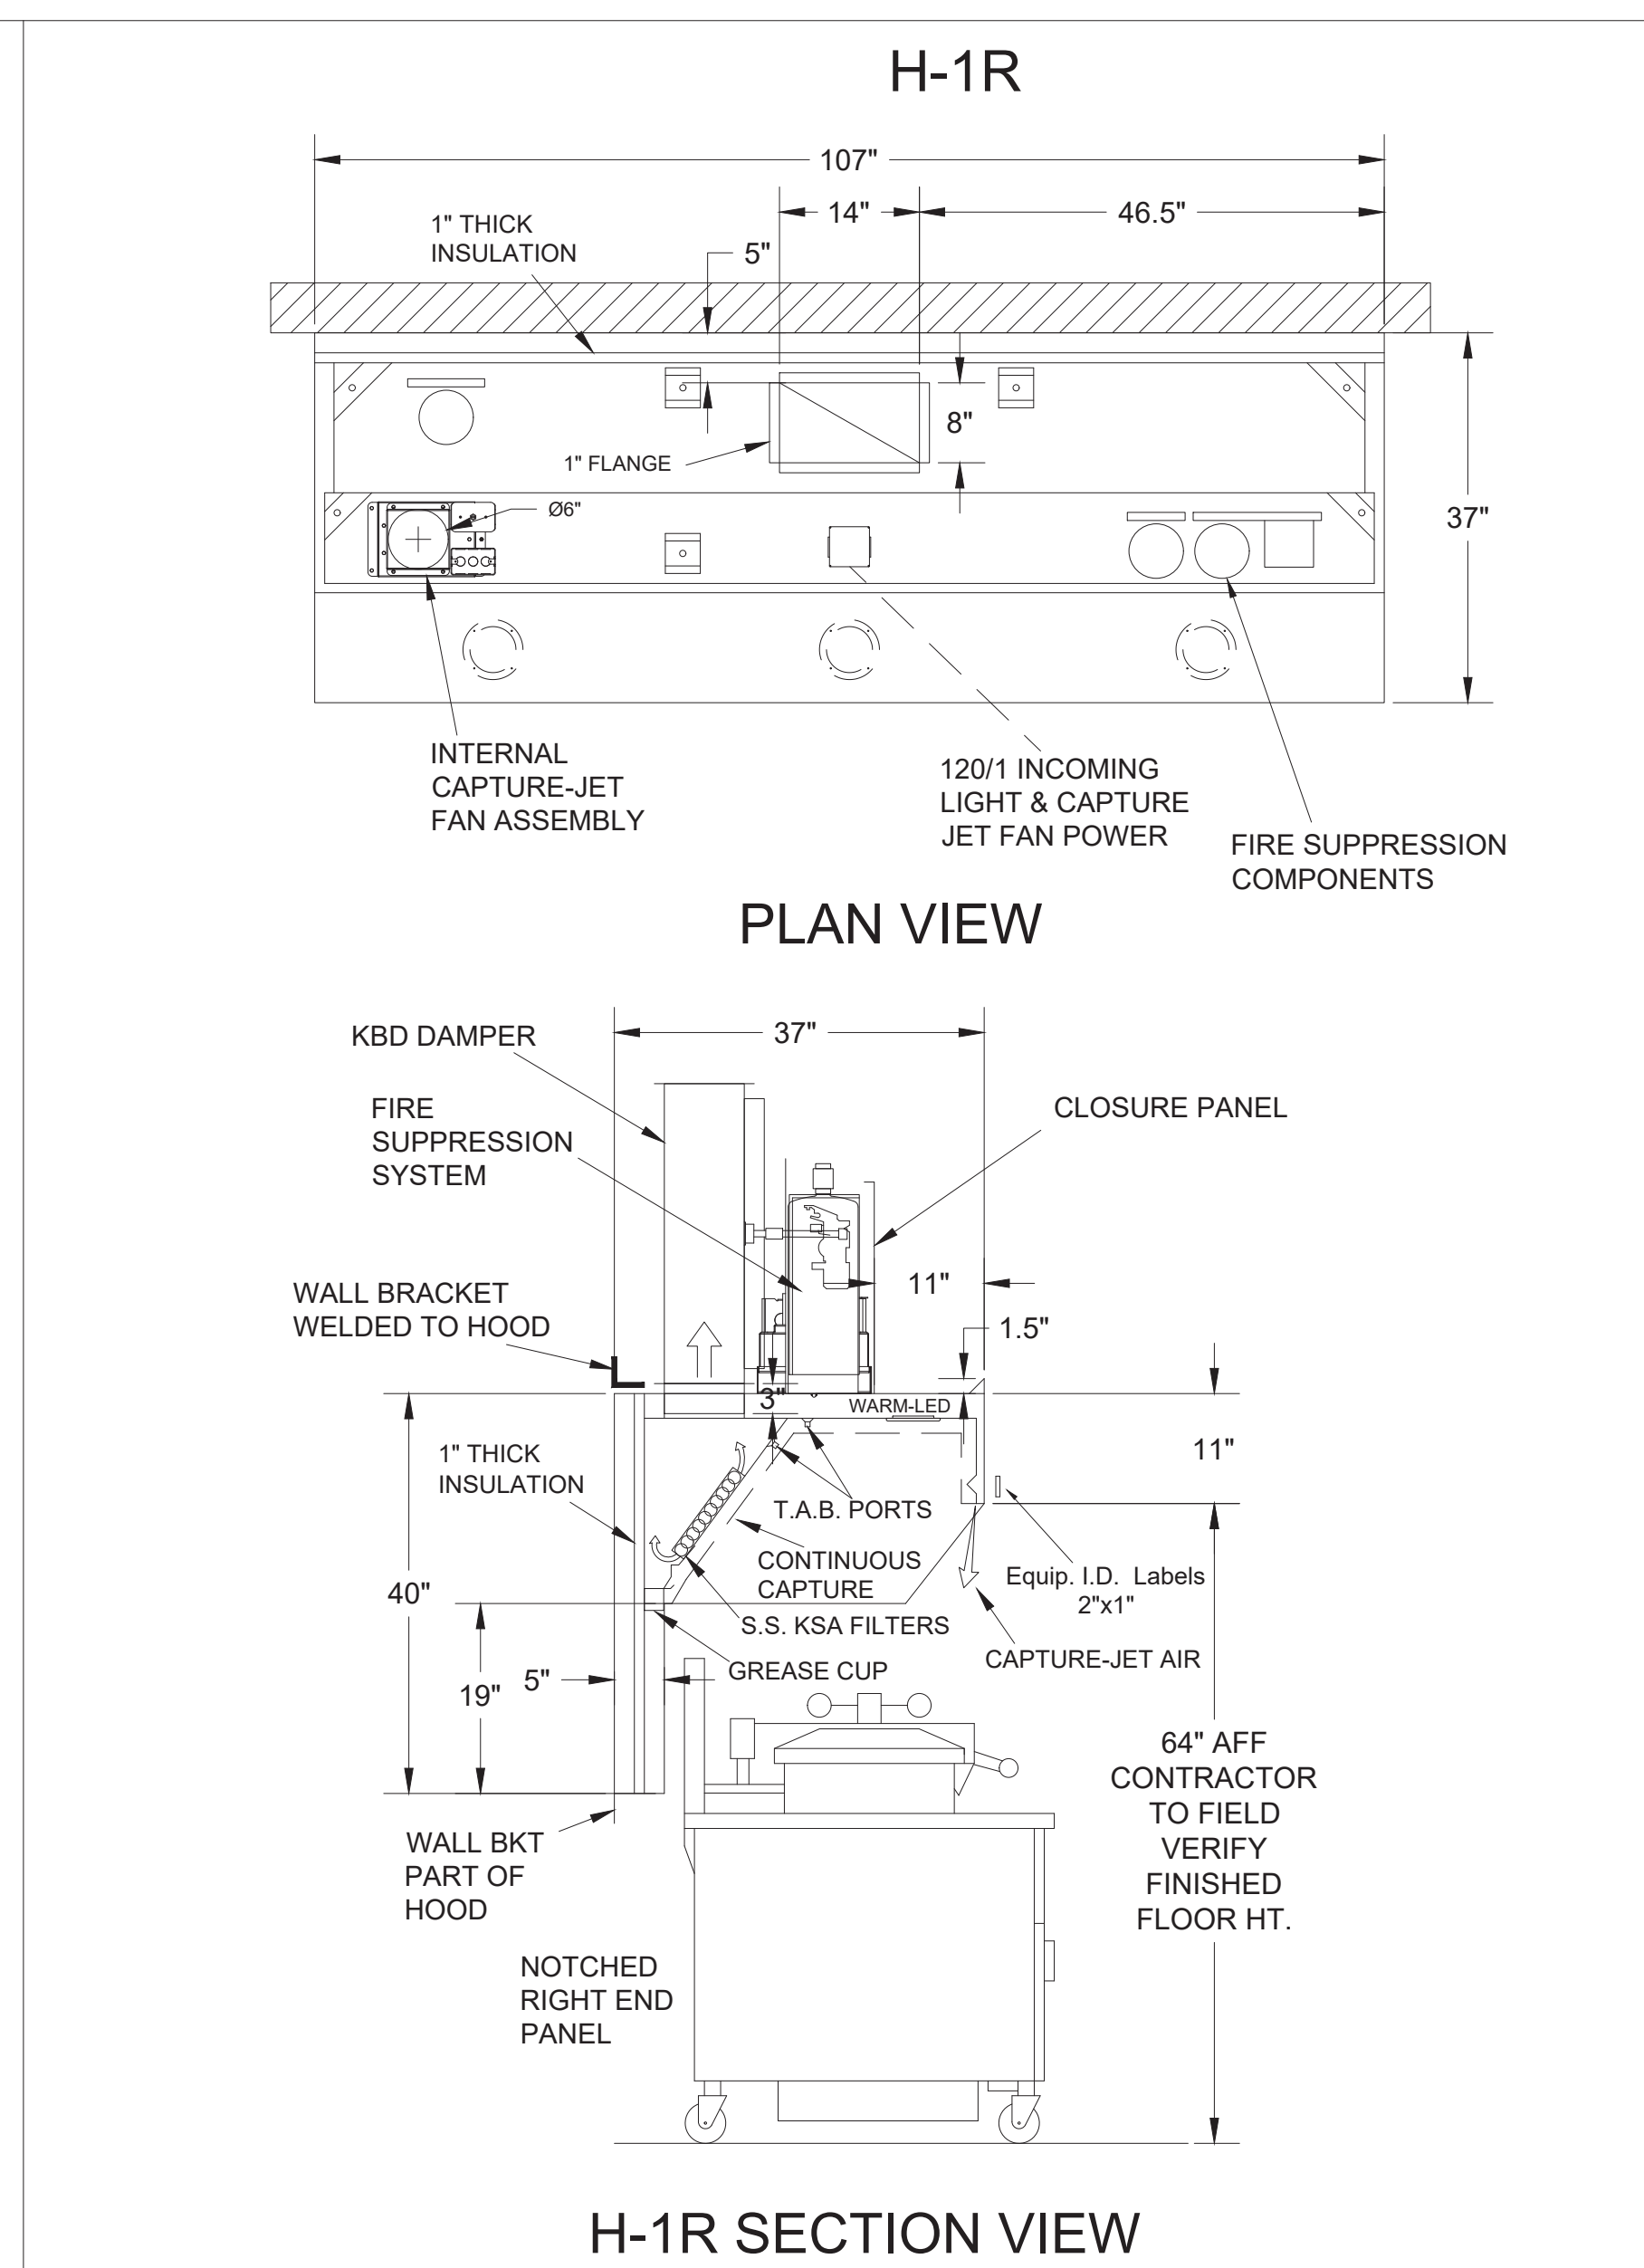 H-1R
107"
14"
46.5"
1" THICK
INSULATION
5"
8"
1" FLANGE
37"
Ø6"
INTERNAL
CAPTURE-JET
FAN ASSEMBLY
120/1 INCOMING
LIGHT & CAPTURE
JET FAN POWER
FIRE SUPPRESSION
COMPONENTS
PLAN VIEW
37"
KBD DAMPER
FIRE
SUPPRESSION
SYSTEM
CLOSURE PANEL
11"
WALL BRACKET
WELDED TO HOOD
1.5"
3"
WARM-LED
11"
1" THICK
INSULATION
T.A.B. PORTS
CONTINUOUS
CAPTURE
Equip. I.D. Labels
2"x1"
40"
S.S. KSA FILTERS
CAPTURE-JET AIR
GREASE CUP
5"
19"
64" AFF
CONTRACTOR
TO FIELD
VERIFY
FINISHED
FLOOR HT.
WALL BKT
PART OF
HOOD
NOTCHED
RIGHT END
PANEL
H-1R SECTION VIEW